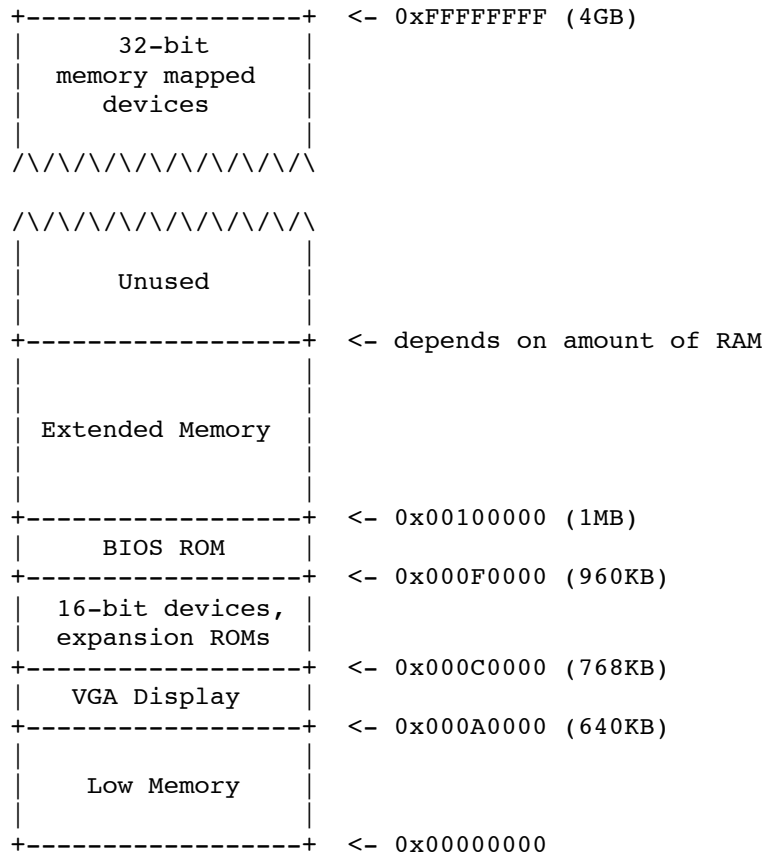 +------------------+  <- 0xFFFFFFFF (4GB)
|      32-bit      |
|  memory mapped   |
|     devices      |
|                  |
/\/\/\/\/\/\/\/\/\/\
/\/\/\/\/\/\/\/\/\/\
|                  |
|      Unused      |
|                  |
+------------------+  <- depends on amount of RAM
|                  |
|                  |
| Extended Memory  |
|                  |
|                  |
+------------------+  <- 0x00100000 (1MB)
|     BIOS ROM     |
+------------------+  <- 0x000F0000 (960KB)
|  16-bit devices, |
|  expansion ROMs  |
+------------------+  <- 0x000C0000 (768KB)
|   VGA Display    |
+------------------+  <- 0x000A0000 (640KB)
|                  |
|    Low Memory    |
|                  |
+------------------+  <- 0x00000000